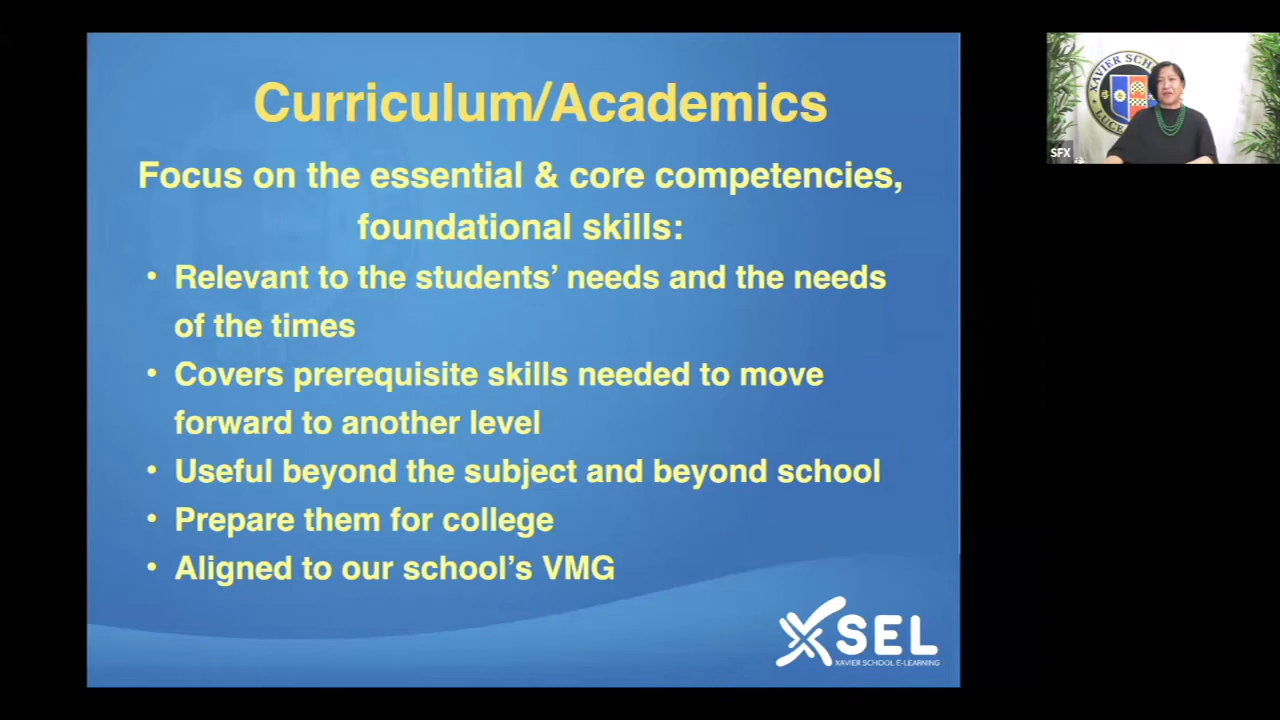 Curriculum/Academics
Focus on the essential & core competencies,
foundational skills:
• Relevant to the students’ needs and the needs
of the times
• Covers prerequisite skills needed to move
forward to another level
• Useful beyond the subject and beyond school
• Prepare them for college
• Aligned to our school’s VMG
XSEL
XAVIER SCHOOL E-LEARNING
XAVIER SCH
SFX